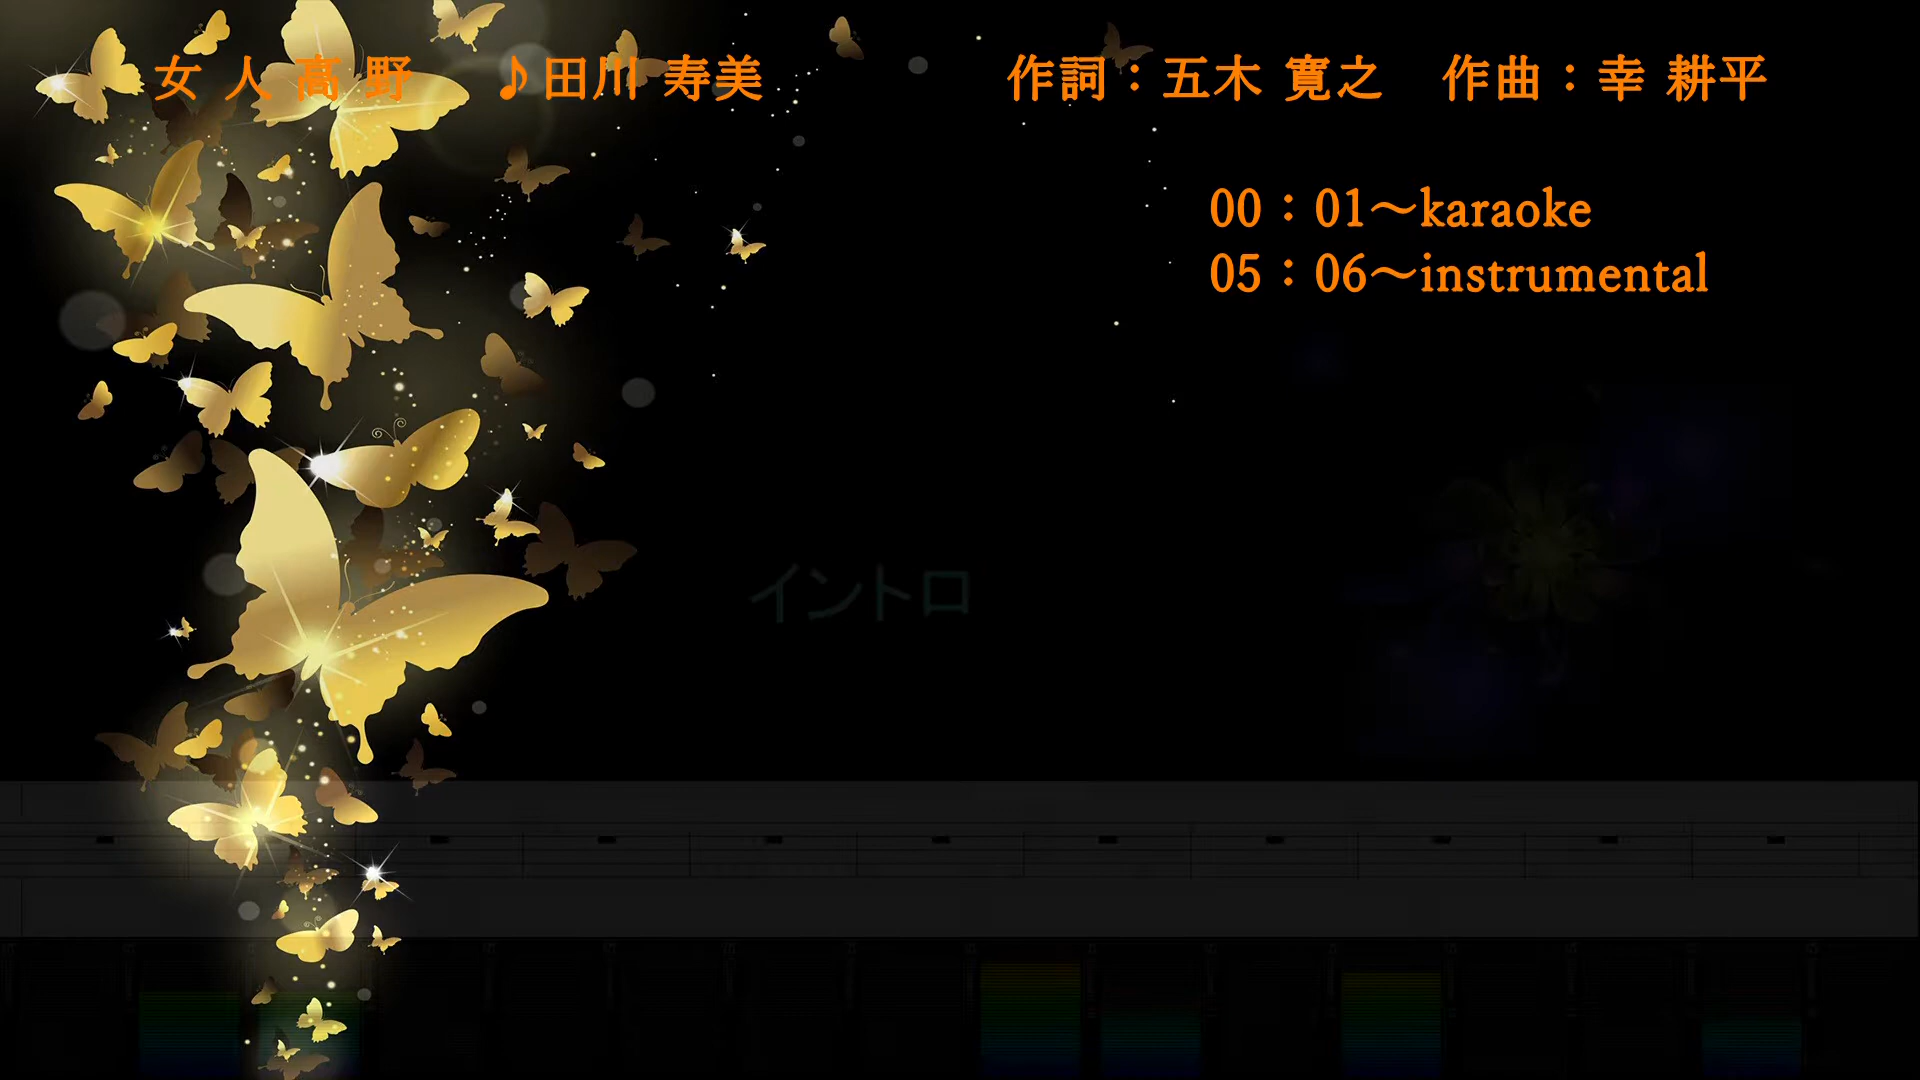 女 人 高 野　♪田川 寿美　作詞：五木 寛之　作曲：幸 耕平
00：01～karaoke
05：06～instrumental
イントロ